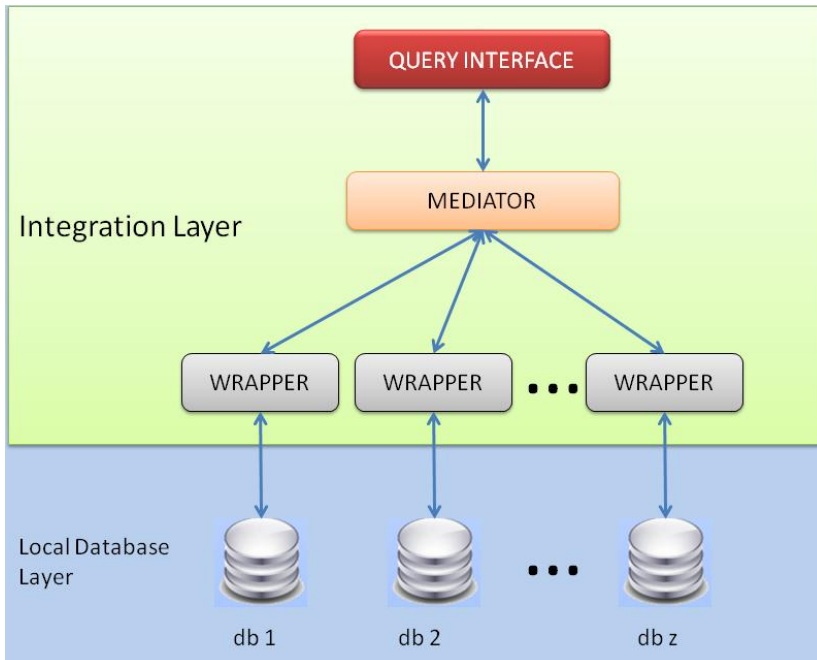 QUERY INTERFACE
MEDIATOR
Integration Layer
WRAPPER
WRAPPER
...
WRAPPER
Local Database
Layer
...
db 1
db 2
db z